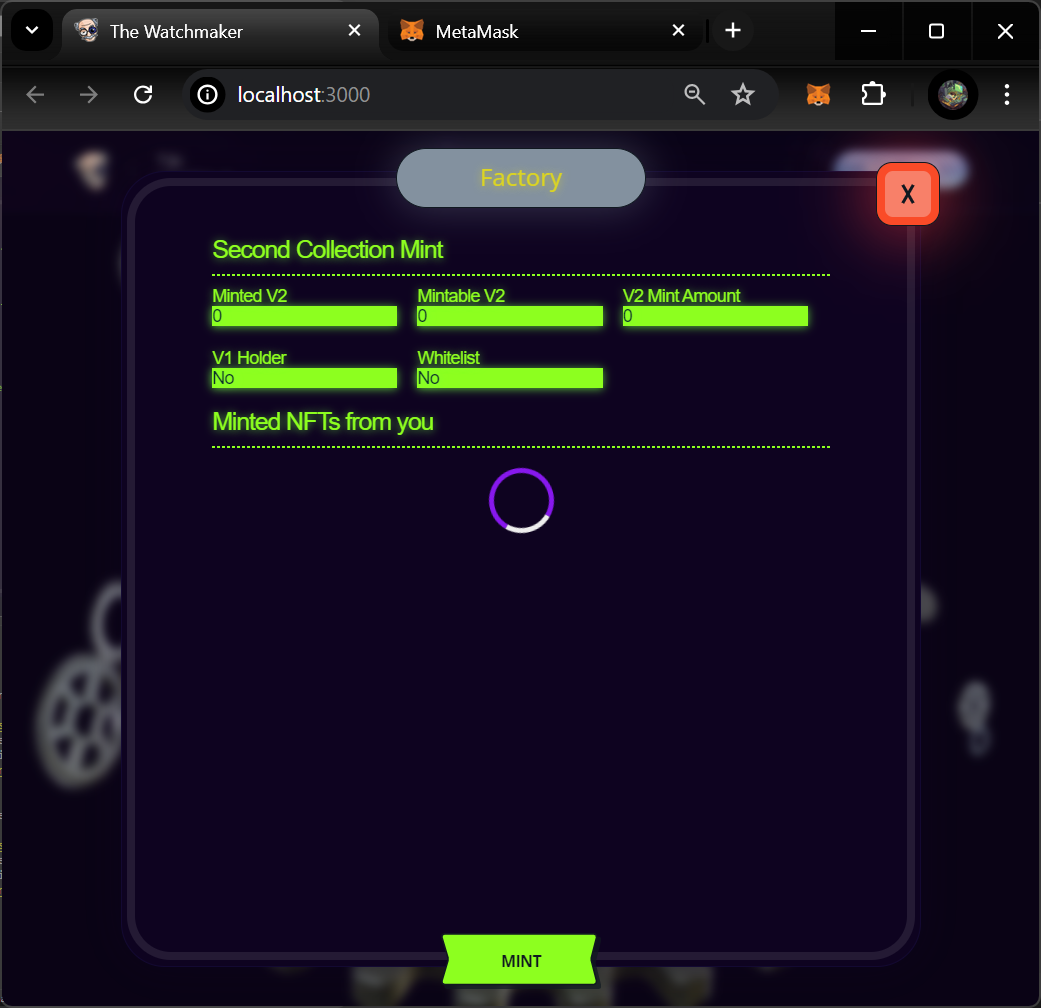 The Watchmaker
MetaMask
localhost:3000
Factory
X
Second Collection Mint
Minted V2
Mintable V2
V2 Mint Amount
0
0
0
V1 Holder
Whitelist
No
No
Minted NFTs from you
MINT